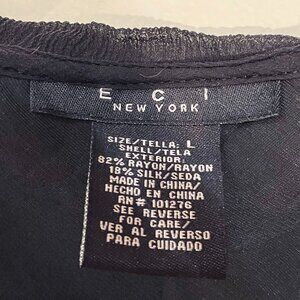 E C I
NEW YORK
SIZE/TELLA: L
SHELL/TELA
EXTERIOR:
82% RAYON/RAYON
18% SILK/SEDA
MADE IN CHINA/
HECHO EN CHINA
RN# 101276
SEE REVERSE
FOR CARE/
VER AL REVERSO
PARA CUIDADO